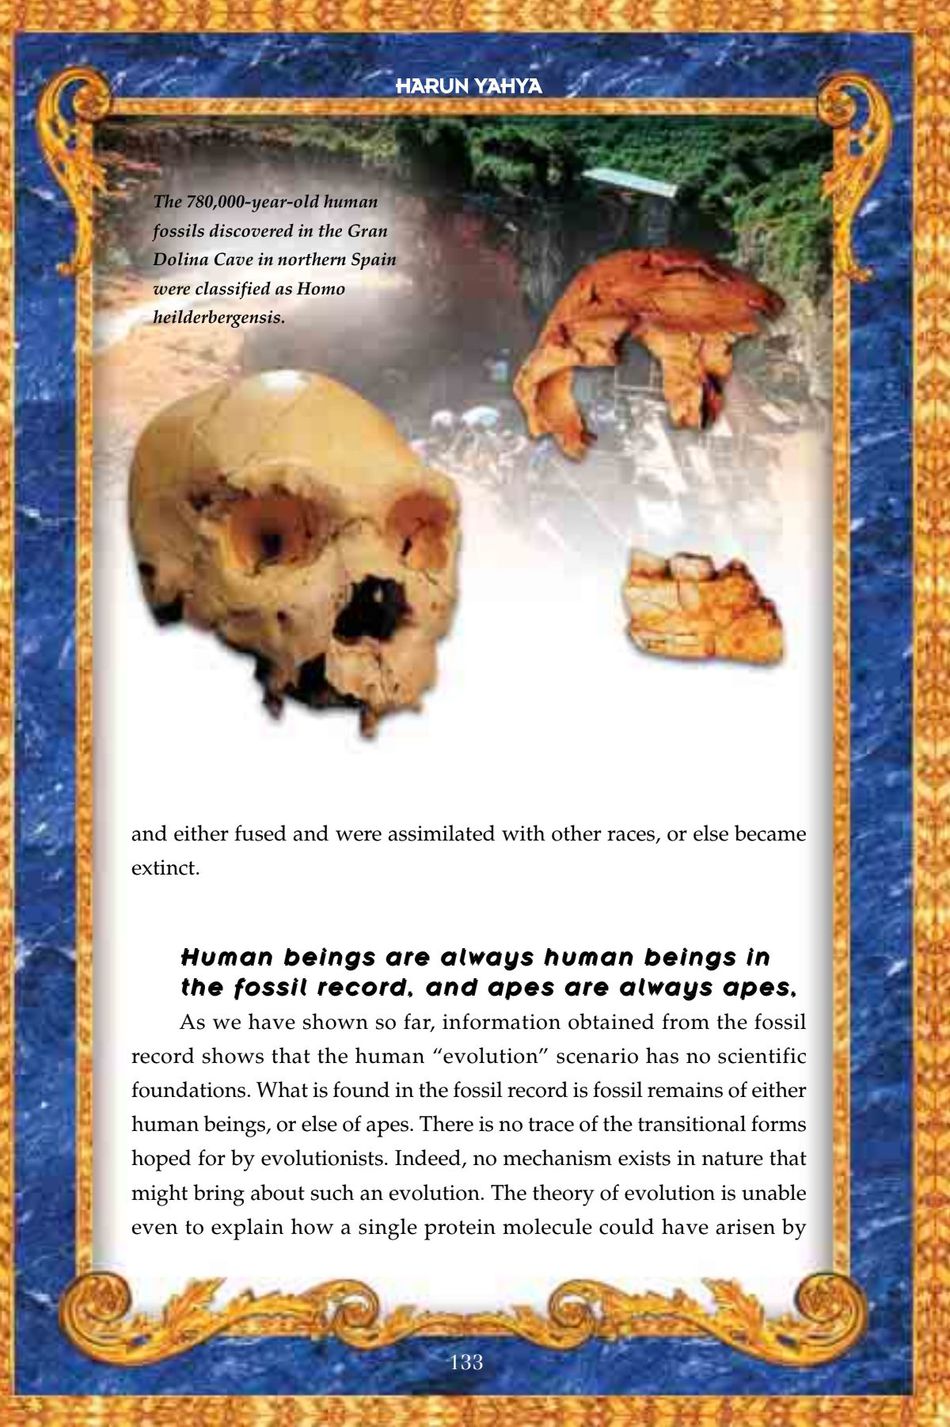 HARUN YAHYA
The 780,000-year-old human
fossils discovered in the Gran
Dolina Cave in northern Spain
were classified as Homo
heilderbergensis.
and either fused and were assimilated with other races, or else became
extinct.
Human beings are always human beings in
the fossil record, and apes are always apes.
As we have shown so far, information obtained from the fossil
record shows that the human “evolution” scenario has no scientific
foundations. What is found in the fossil record is fossil remains of either
human beings, or else of apes. There is no trace of the transitional forms
hoped for by evolutionists. Indeed, no mechanism exists in nature that
might bring about such an evolution. The theory of evolution is unable
even to explain how a single protein molecule could have arisen by
133